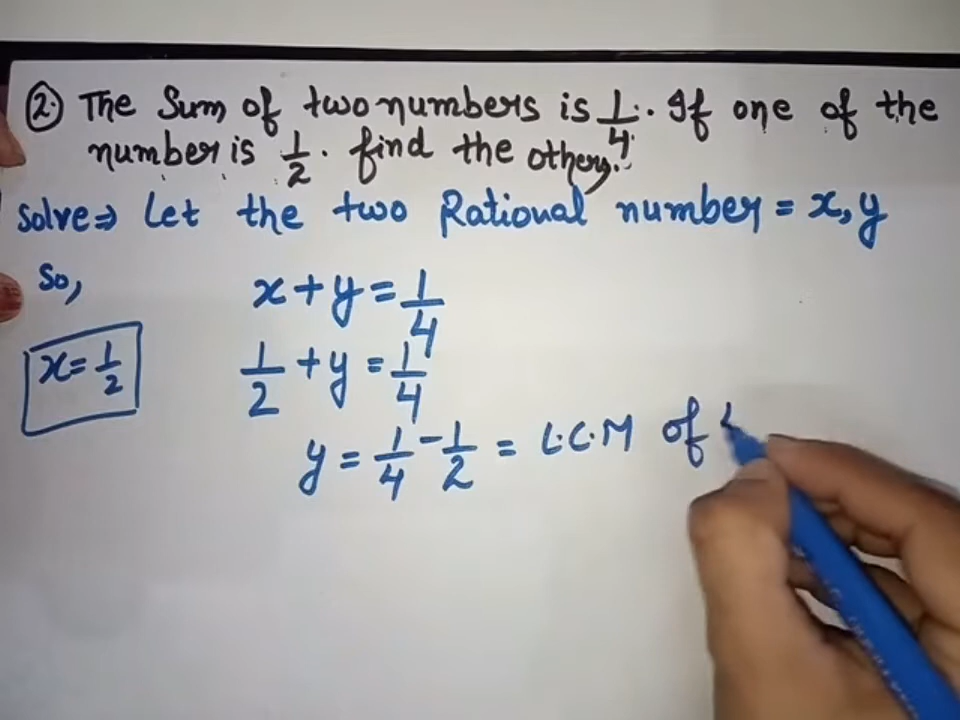 2. The Sum of two numbers is 1/4. If one of the
number is 1/2. find the others.
Solve⇒ Let the two Rational number = x, y
So, x + y = 1/4
x = 1/2
1/2 + y = 1/4
y = 1/4 - 1/2 = L.C.M of